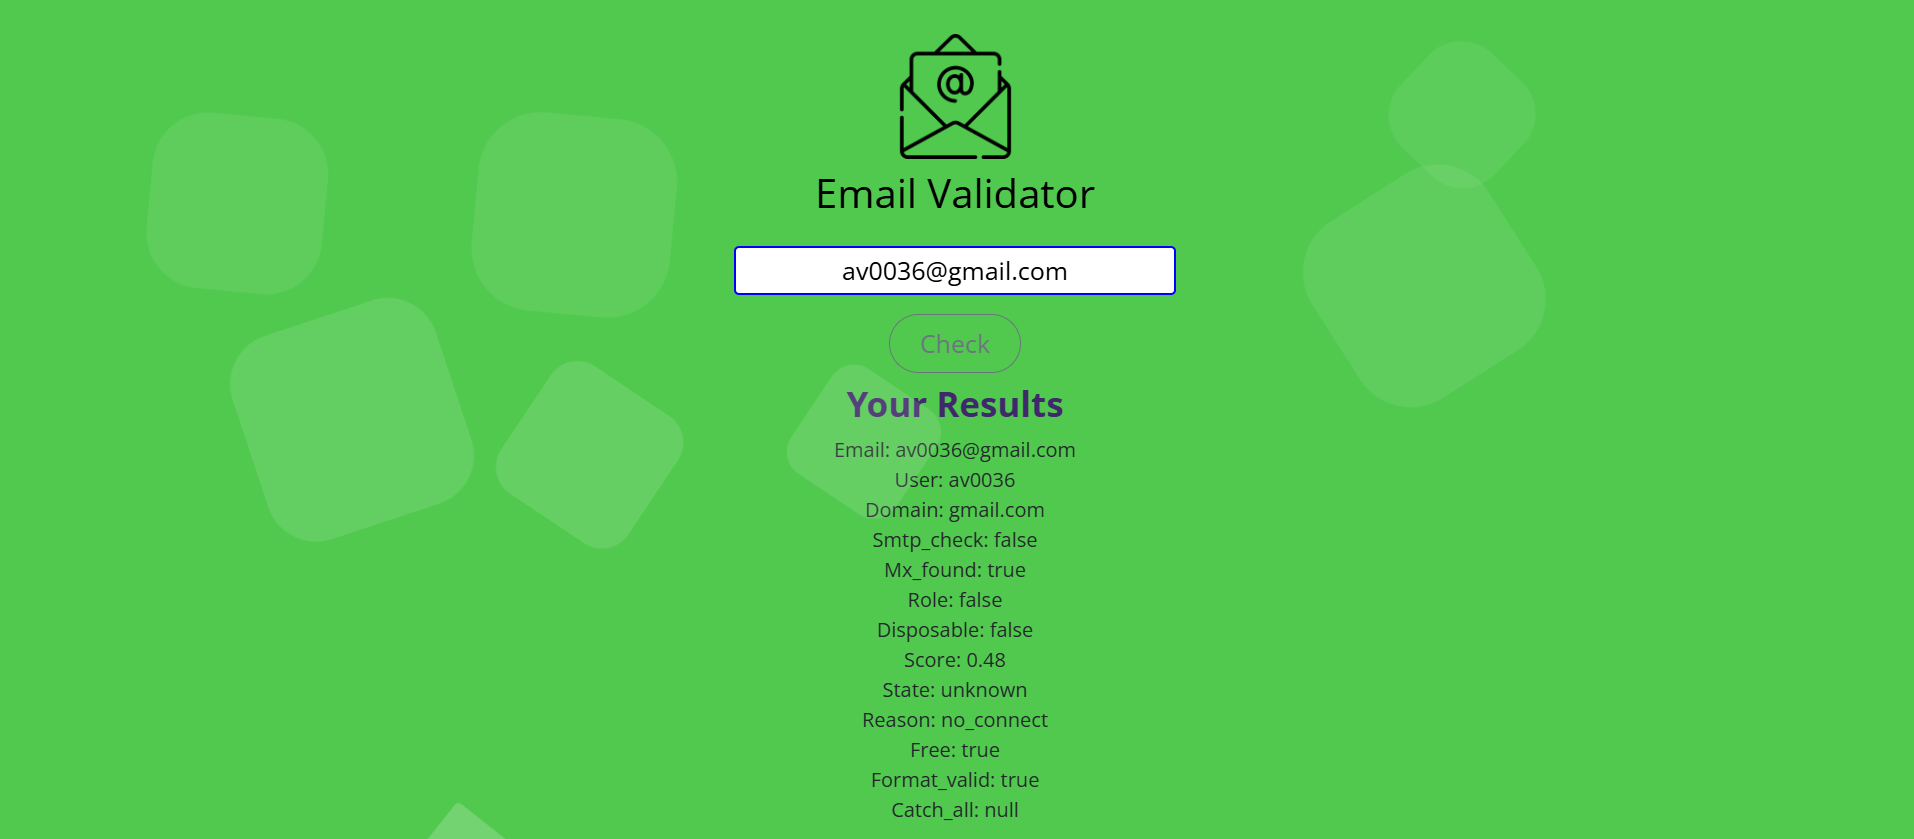 @
Email Validator
av0036@gmail.com
Check
Your Results
Email: av0036@gmail.com
User: av0036
Domain: gmail.com
Smtp_check: false
Mx_found: true
Role: false
Disposable: false
Score: 0.48
State: unknown
Reason: no_connect
Free: true
Format_valid: true
Catch_all: null